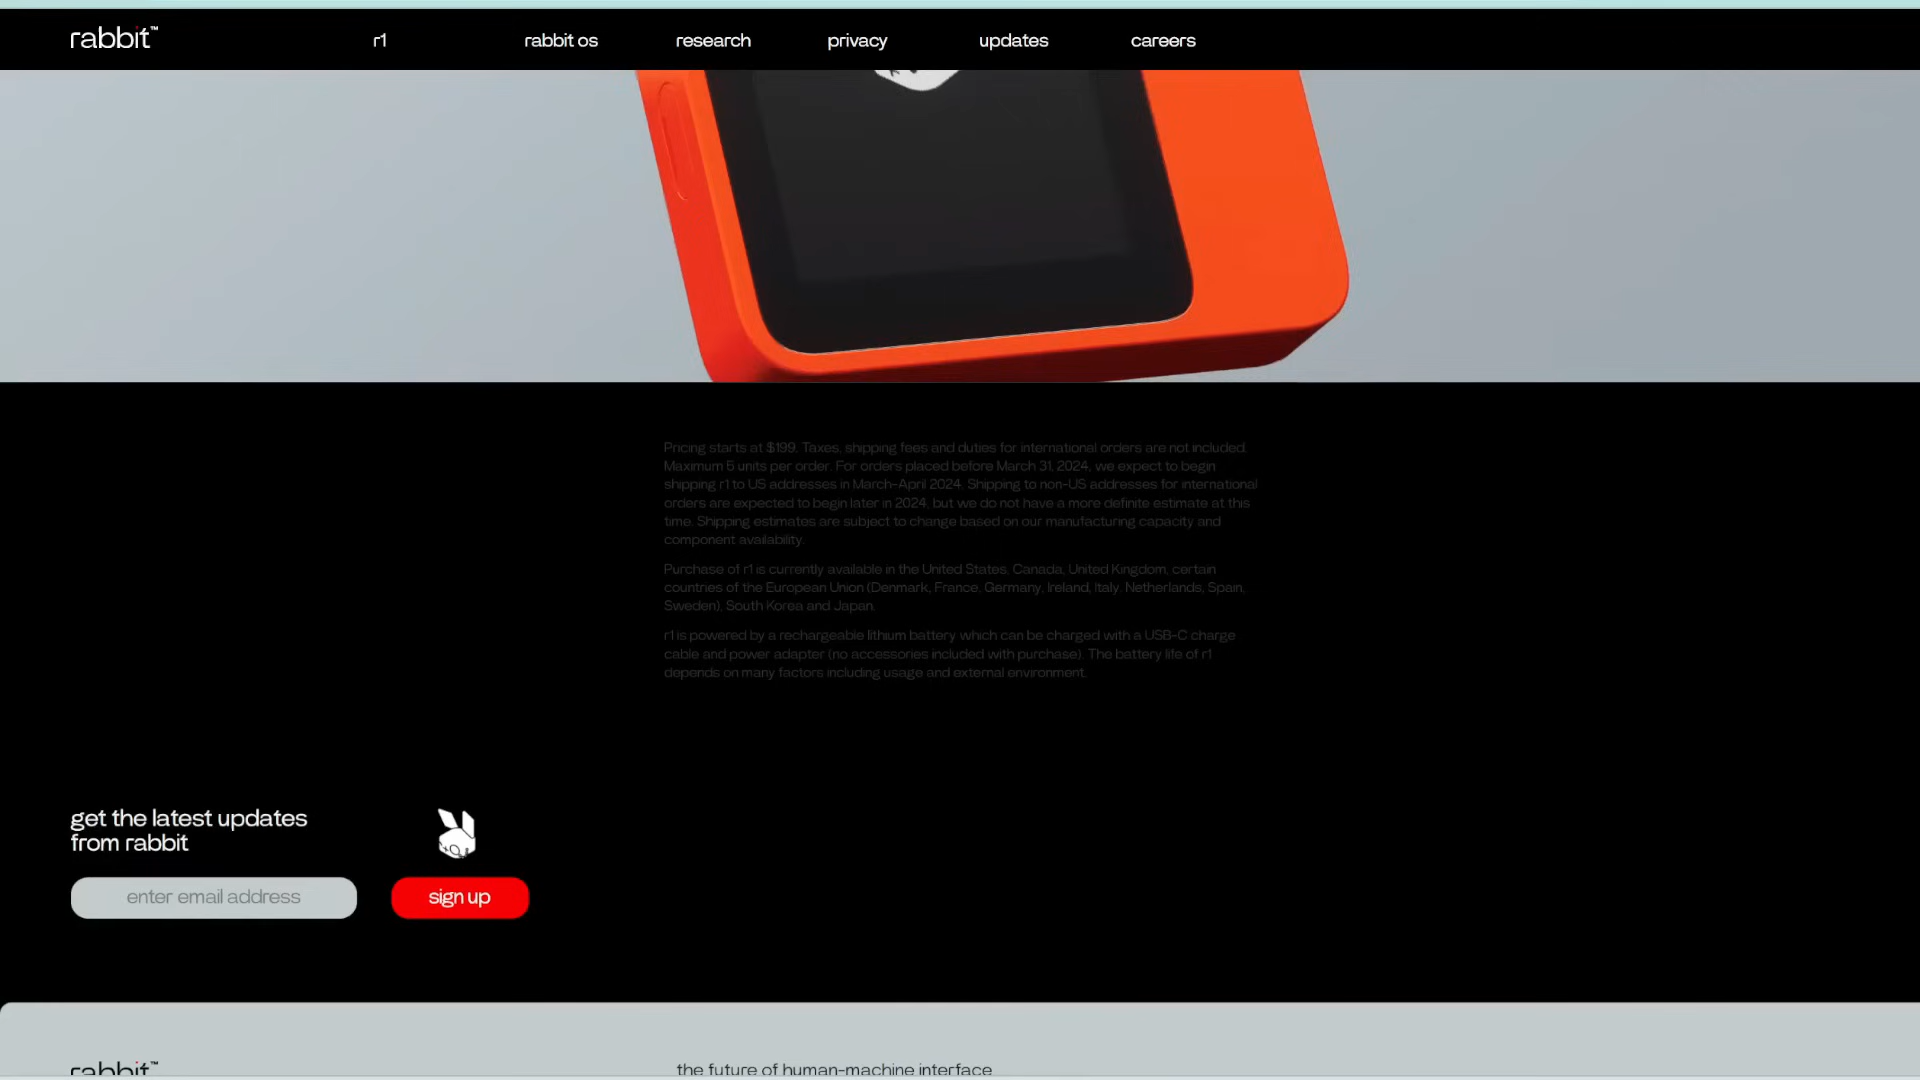 rabbit™
r1
rabbit os
research
privacy
updates
careers
Pricing starts at $199. Taxes, shipping fees and duties for international orders are not included.
Maximum 5 units per order. For orders placed before March 31, 2024, we expect to begin
shipping r1 to US addresses in March-April 2024. Shipping to non-US addresses for international
orders are expected to begin later in 2024, but we do not have a more definite estimate at this
time. Shipping estimates are subject to change based on our manufacturing capacity and
component availability.
Purchase of r1 is currently available in the United States, Canada, United Kingdom, certain
countries of the European Union (Denmark, France, Germany, Ireland, Italy, Netherlands, Spain,
Sweden), South Korea and Japan.
r1 is powered by a rechargeable lithium battery which can be charged with a USB-C charge
cable and power adapter (no accessories included with purchase). The battery life of r1
depends on many factors including usage and external environment.
get the latest updates
from rabbit
enter email address
sign up
rabbit™
the future of human-machine interface